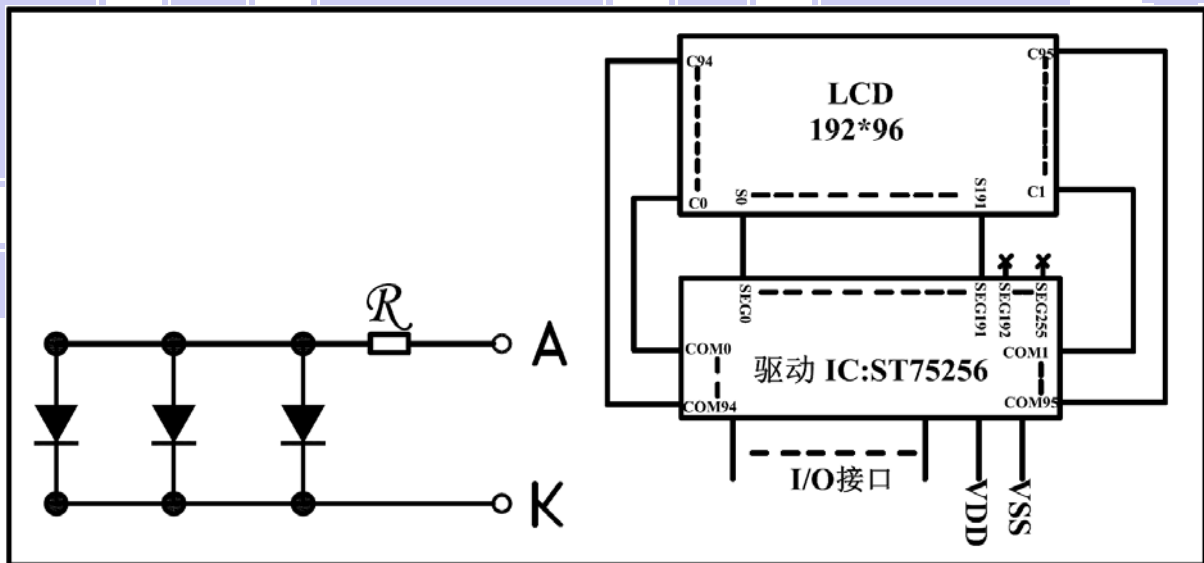 R
A
K
C94
C95
LCD
192*96
C0
S0
S191
C1
SEG0
SEG191
SEG192
SEG255
COM0
COM1
驱动 IC:ST75256
COM94
COM95
I/O接口
VDD
VSS